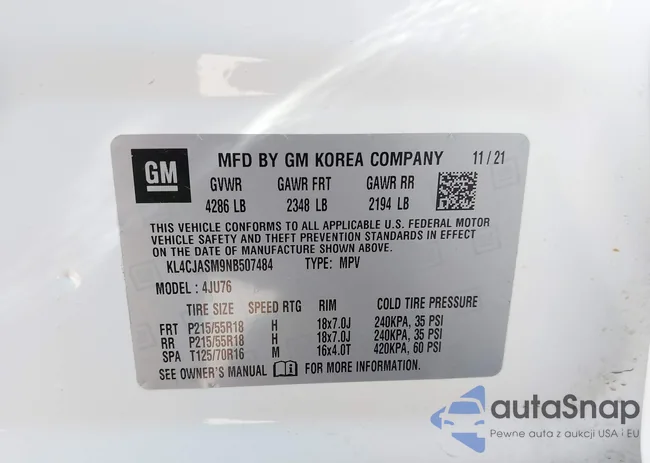 GM MFD BY GM KOREA COMPANY 11/21
GVWR GAWR FRT GAWR RR
4286 LB 2348 LB 2194 LB
THIS VEHICLE CONFORMS TO ALL APPLICABLE U.S. FEDERAL MOTOR
VEHICLE SAFETY AND THEFT PREVENTION STANDARDS IN EFFECT
ON THE DATE OF MANUFACTURE SHOWN ABOVE.
KL4CJASM9NB507484 TYPE: MPV
MODEL: 4JU76
TIRE SIZE SPEED RTG RIM COLD TIRE PRESSURE
FRT P215/55R18 H 18x7.0J 240KPA, 35 PSI
RR P215/55R18 H 18x7.0J 240KPA, 35 PSI
SPA T125/70R16 M 16x4.0T 420KPA, 60 PSI
SEE OWNER'S MANUAL FOR MORE INFORMATION.
autaSnap
Pewne auta z aukcji USA i EU